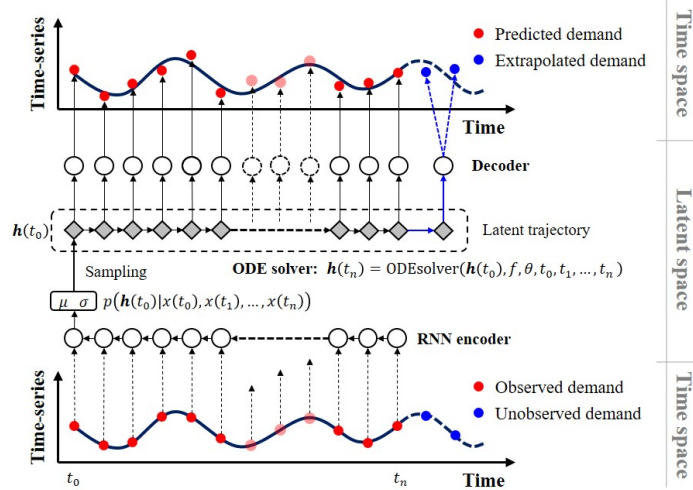 Time-series
Predicted demand
Extrapolated demand
Time
Time space
Decoder
h(t0)
Latent trajectory
Latent space
Sampling
ODE solver: h(tn) = ODEsolver(h(t0), f, θ, t0, t1, ..., tn)
μ σ
p(h(t0)|x(t0), x(t1), ..., x(tn))
RNN encoder
Time-series
Observed demand
Unobserved demand
t0
tn
Time
Time space